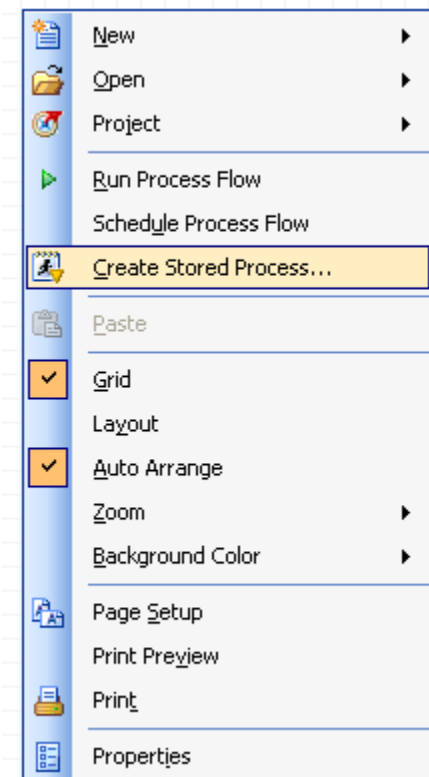 New
Open
Project
Run Process Flow
Schedule Process Flow
Create Stored Process...
Paste
Grid
Layout
Auto Arrange
Zoom
Background Color
Page Setup
Print Preview
Print
Properties